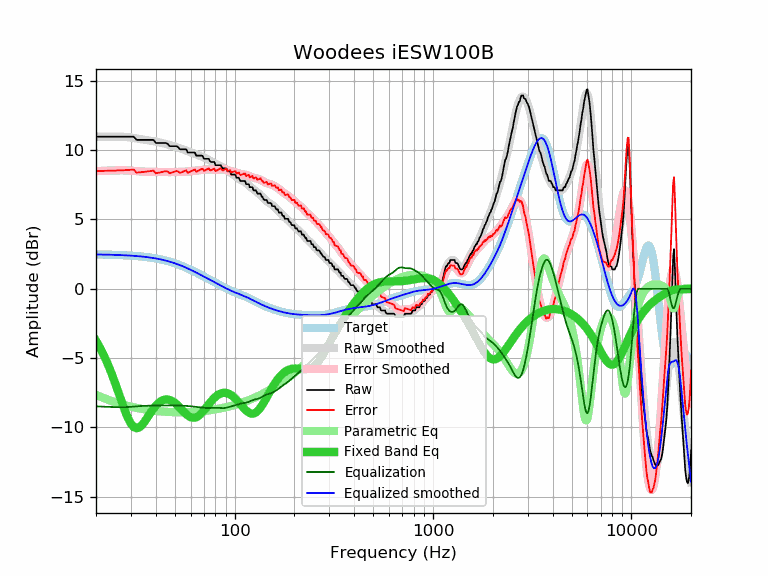 Woodees iESW100B
15
10
5
0
−5
−10
−15
Amplitude (dBr)
Target
Raw Smoothed
Error Smoothed
Raw
Error
Parametric Eq
Fixed Band Eq
Equalization
Equalized smoothed
100
1000
10000
Frequency (Hz)